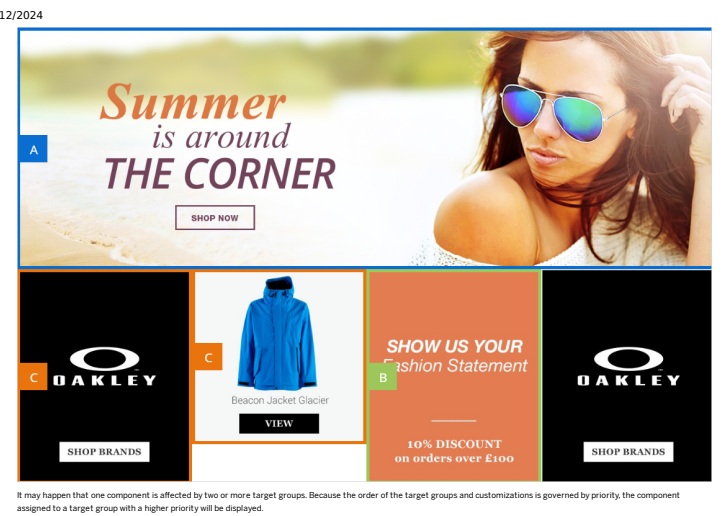 12/2024
Summer
is around
THE CORNER
SHOP NOW
A
C
OAKLEY
SHOP BRANDS
C
Beacon Jacket Glacier
VIEW
SHOW US YOUR
Fashion Statement
B
10% DISCOUNT
on orders over £100
OAKLEY
SHOP BRANDS
It may happen that one component is affected by two or more target groups. Because the order of the target groups and customizations is governed by priority, the component
assigned to a target group with a higher priority will be displayed.